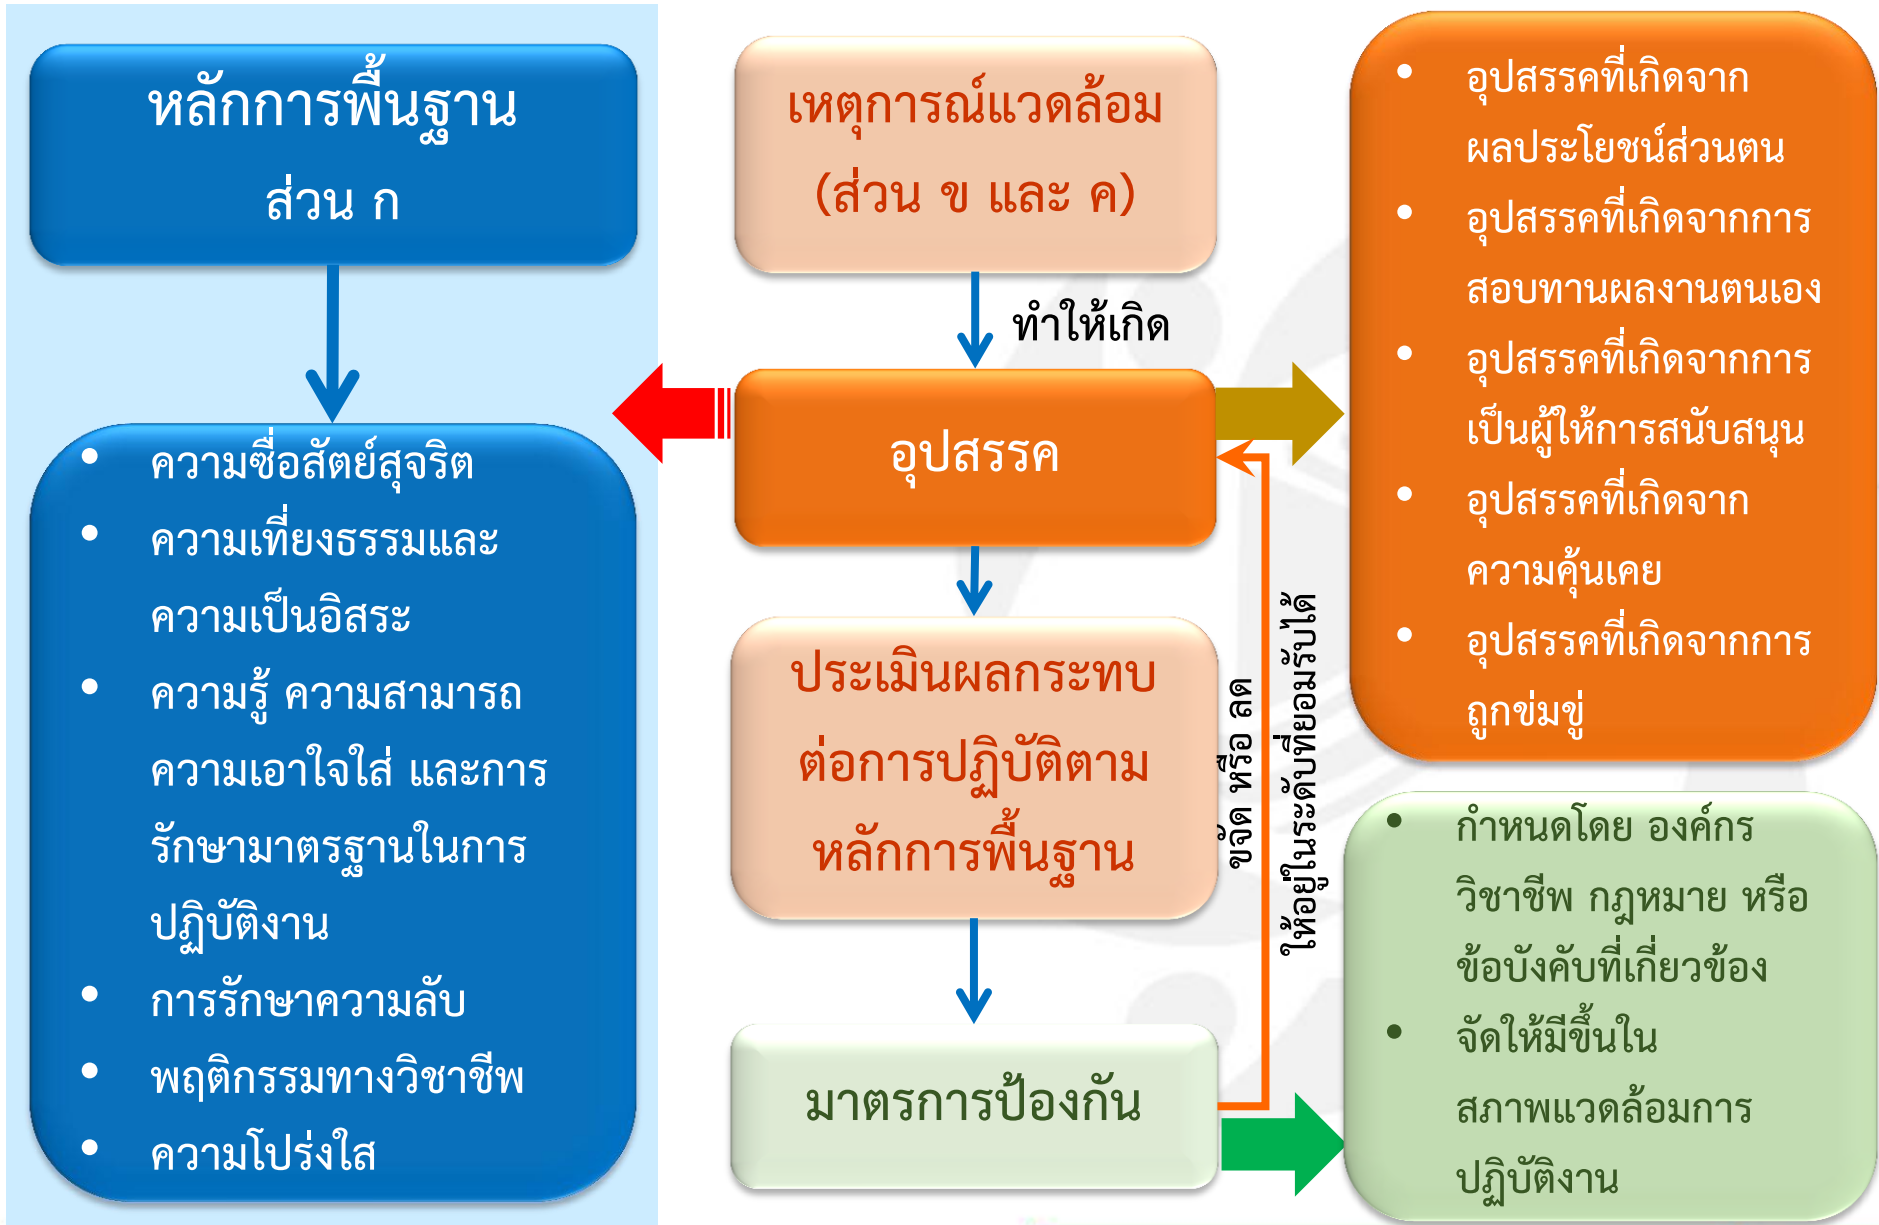 หลักการพื้นฐาน
ส่วน ก
ความซื่อสัตย์สุจริต
ความเที่ยงธรรมและ
ความเป็นอิสระ
ความรู้ ความสามารถ
ความเอาใจใส่ และการ
รักษามาตรฐานในการ
ปฏิบัติงาน
การรักษาความลับ
พฤติกรรมทางวิชาชีพ
ความโปร่งใส
เหตุการณ์แวดล้อม
(ส่วน ข และ ค)
ทำให้เกิด
อุปสรรค
ประเมินผลกระทบ
ต่อการปฏิบัติตาม
หลักการพื้นฐาน
มาตรการป้องกัน
ขจัด หรือ ลด
ให้อยู่ในระดับที่ยอมรับได้
อุปสรรคที่เกิดจาก
ผลประโยชน์ส่วนตน
อุปสรรคที่เกิดจากการ
สอบทานผลงานตนเอง
อุปสรรคที่เกิดจากการ
เป็นผู้ให้การสนับสนุน
อุปสรรคที่เกิดจาก
ความคุ้นเคย
อุปสรรคที่เกิดจากการ
ถูกข่มขู่
กำหนดโดย องค์กร
วิชาชีพ กฎหมาย หรือ
ข้อบังคับที่เกี่ยวข้อง
จัดให้มีขึ้นใน
สภาพแวดล้อมการ
ปฏิบัติงาน